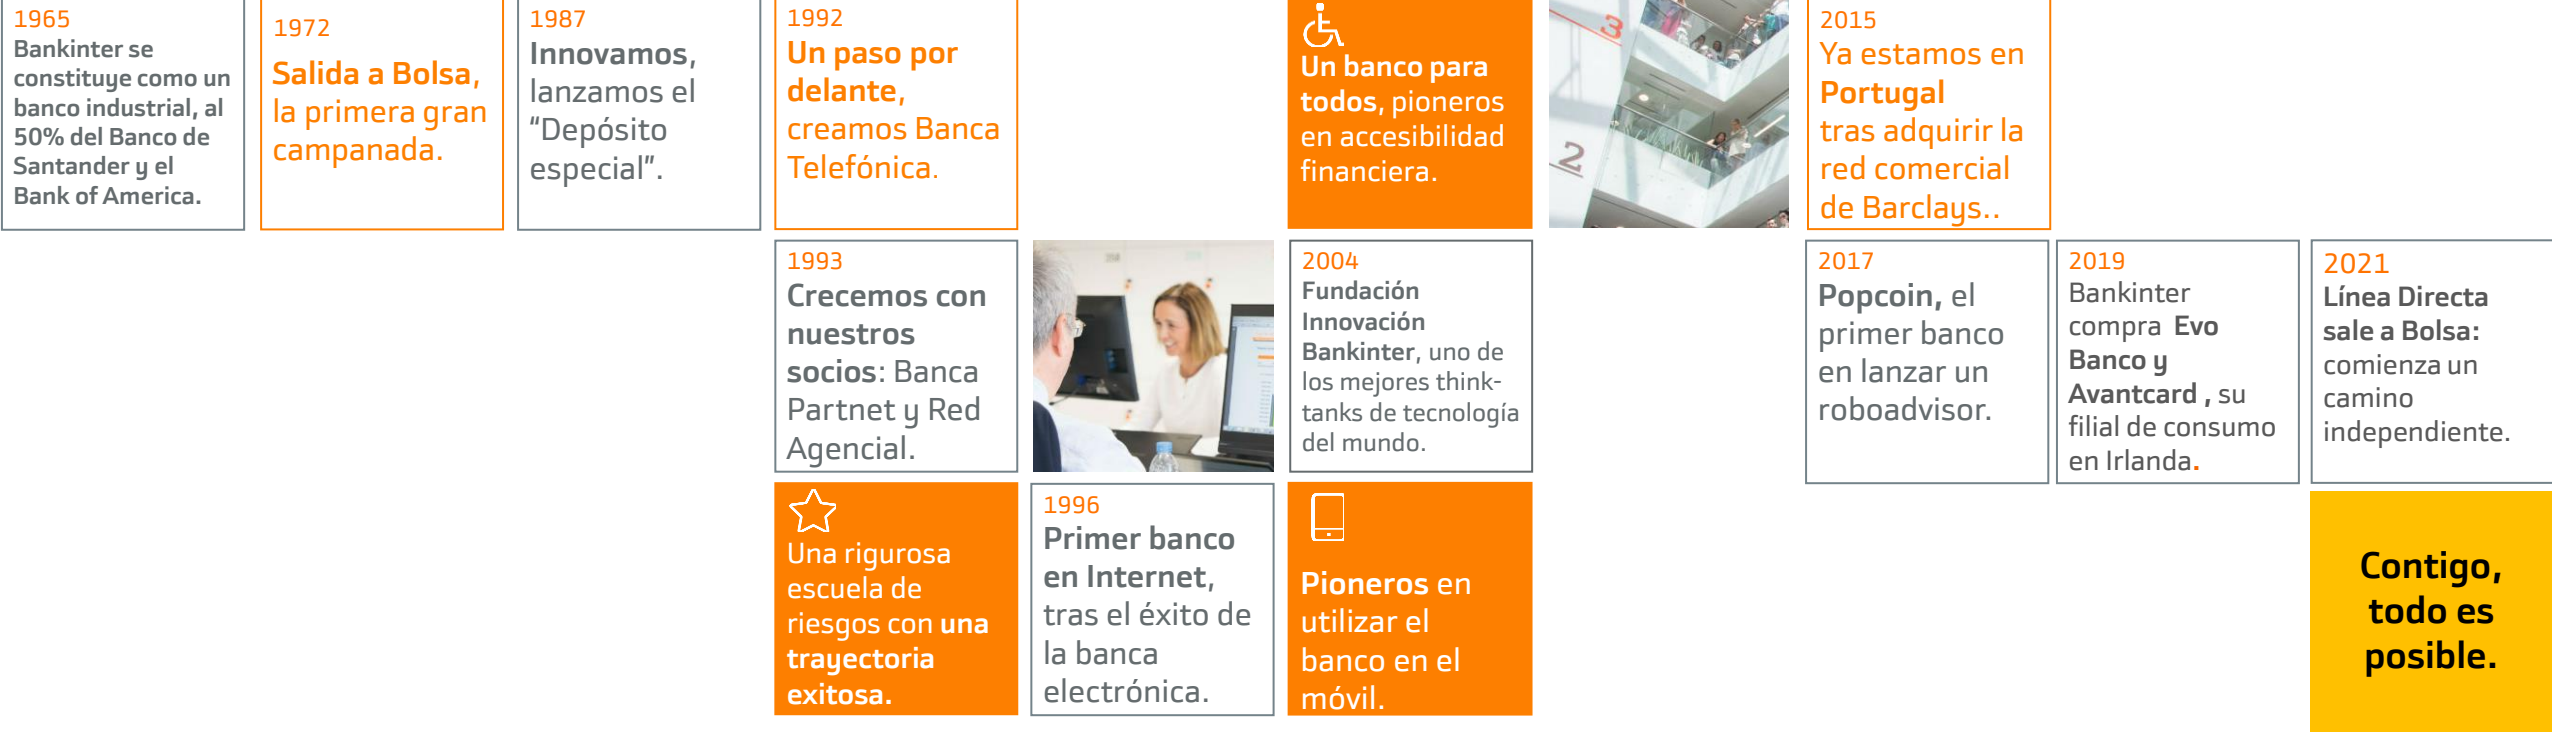 1965
Bankinter se
constituye como un
banco industrial, al
50% del Banco de
Santander y el
Bank of America.
1972
Salida a Bolsa,
la primera gran
campanada.
1987
Innovamos,
lanzamos el
"Depósito
especial".
1992
Un paso por
delante,
creamos Banca
Telefónica.
Un banco para
todos, pioneros
en accesibilidad
financiera.
3
2
2015
Ya estamos en
Portugal
tras adquirir la
red comercial
de Barclays..
1993
Crecemos con
nuestros
socios: Banca
Partnet y Red
Agencial.
2004
Fundación
Innovación
Bankinter, uno de
los mejores think-
tanks de tecnología
del mundo.
2017
Popcoin, el
primer banco
en lanzar un
roboadvisor.
2019
Bankinter
compra Evo
Banco y
Avantcard , su
filial de consumo
en Irlanda.
2021
Línea Directa
sale a Bolsa:
comienza un
camino
independiente.
Una rigurosa
escuela de
riesgos con una
trayectoria
exitosa.
1996
Primer banco
en Internet,
tras el éxito de
la banca
electrónica.
Pioneros en
utilizar el
banco en el
móvil.
Contigo,
todo es
posible.